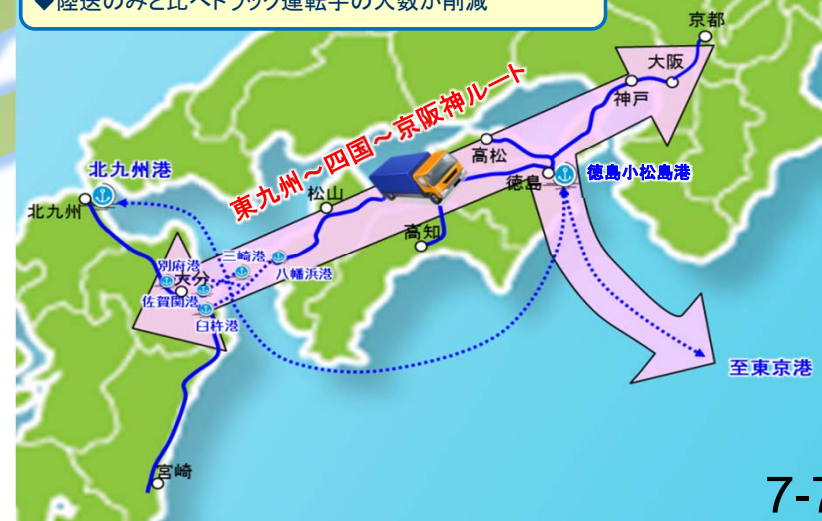 ◆陸送のみと比べトラック運転手の人数が削減
京都
大阪
神戸
東九州～四国～京阪神ルート
高松
徳島
徳島小松島港
北九州港
北九州
松山
高知
三崎港
八幡浜港
別府港
大分
佐賀関港
臼杵港
至東京港
宮崎
7-7